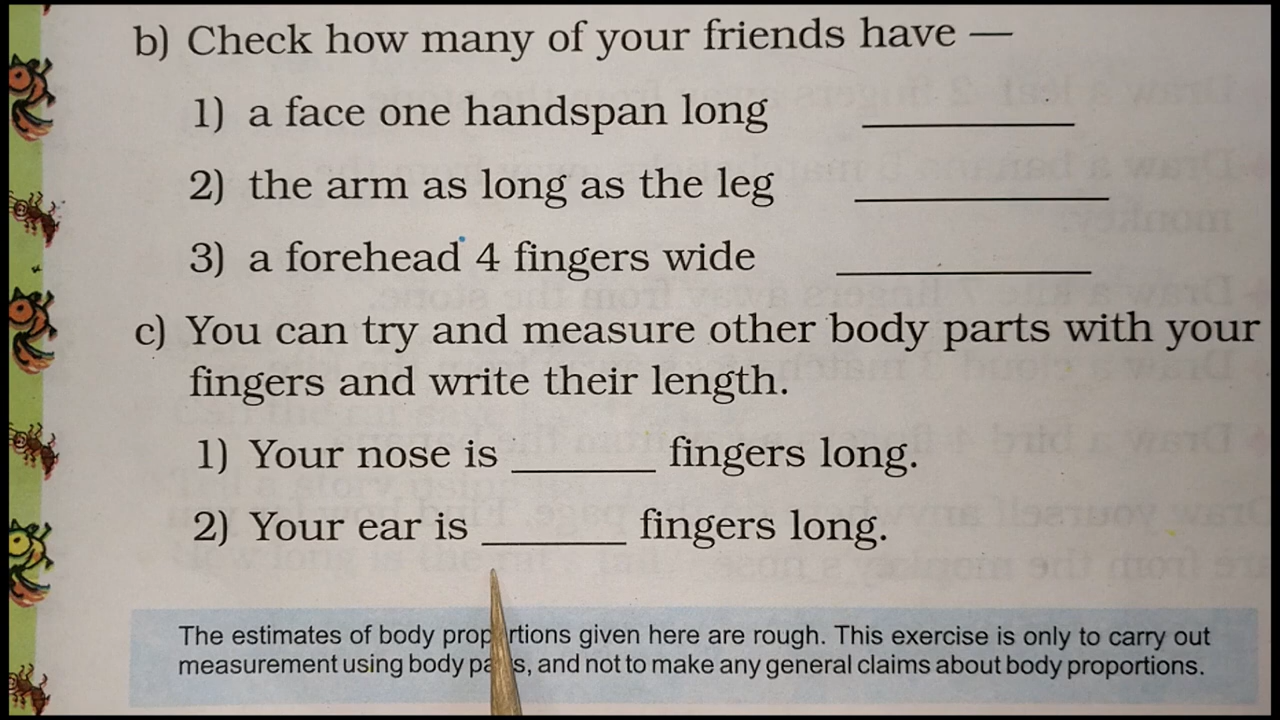 b) Check how many of your friends have —
1) a face one handspan long
2) the arm as long as the leg
3) a forehead 4 fingers wide
c) You can try and measure other body parts with your
fingers and write their length.
1) Your nose is ______ fingers long.
2) Your ear is ______ fingers long.
The estimates of body proportions given here are rough. This exercise is only to carry out
measurement using body parts, and not to make any general claims about body proportions.